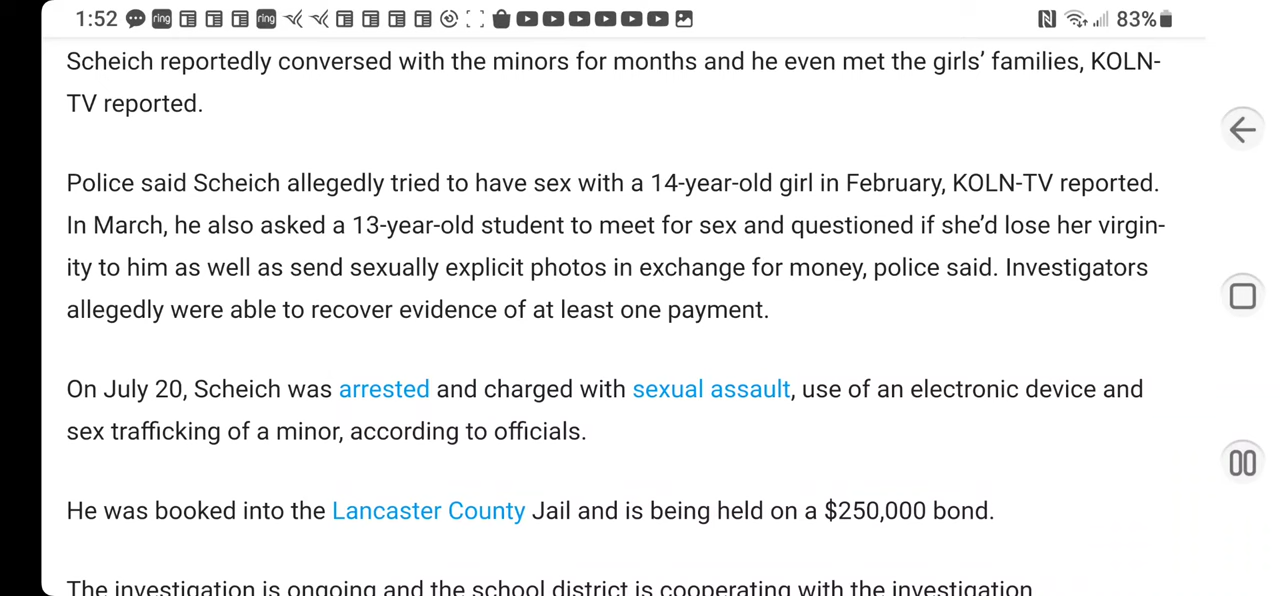 1:52 ring ring 83%
Scheich reportedly conversed with the minors for months and he even met the girls’ families, KOLN-
TV reported.
Police said Scheich allegedly tried to have sex with a 14-year-old girl in February, KOLN-TV reported.
In March, he also asked a 13-year-old student to meet for sex and questioned if she’d lose her virgin-
ity to him as well as send sexually explicit photos in exchange for money, police said. Investigators
allegedly were able to recover evidence of at least one payment.
On July 20, Scheich was arrested and charged with sexual assault, use of an electronic device and
sex trafficking of a minor, according to officials.
He was booked into the Lancaster County Jail and is being held on a $250,000 bond.
The investigation is ongoing and the school district is cooperating with the investigation